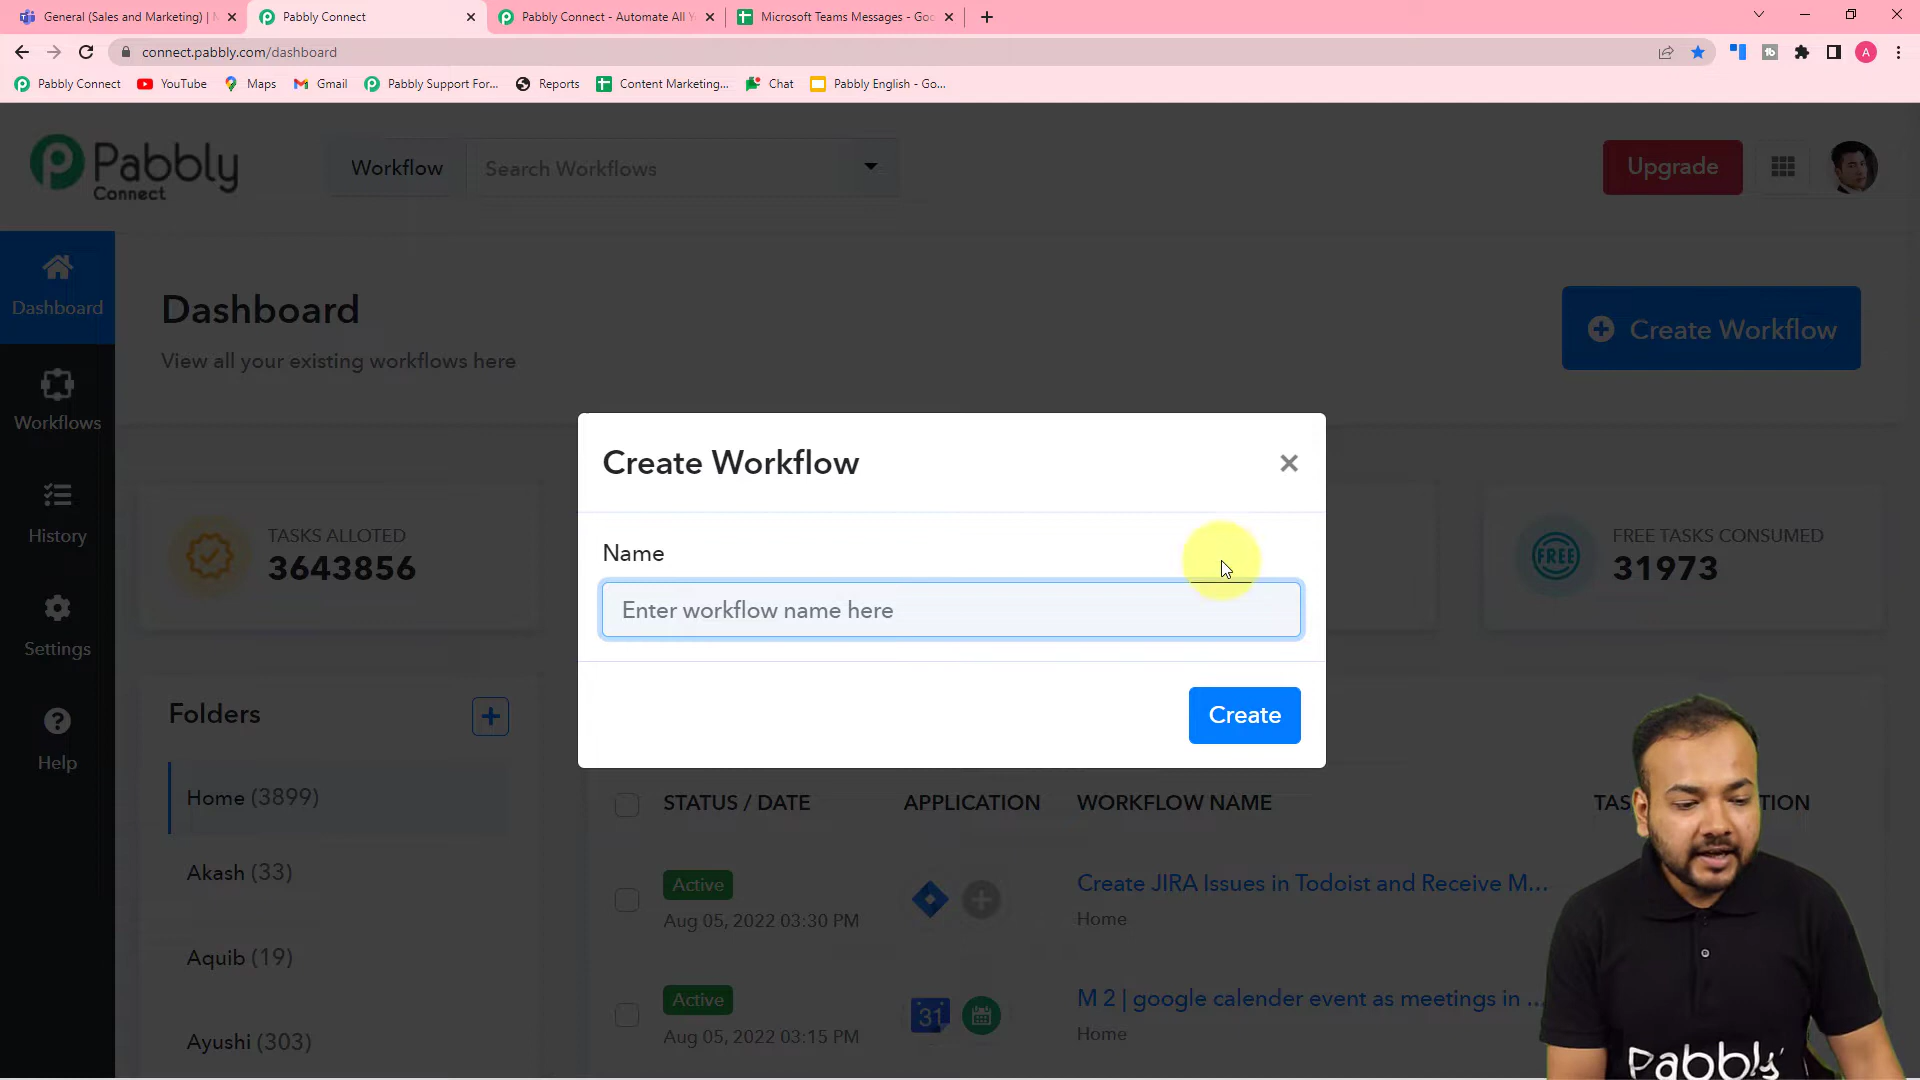 General (Sales and Marketing) | M
Pabbly Connect
Pabbly Connect - Automate All Y
Microsoft Teams Messages - Goo
connect.pabbly.com/dashboard
A
Pabbly Connect
YouTube
Maps
Gmail
Pabbly Support For...
Reports
Content Marketing...
Chat
Pabbly English - Go...
Pabbly
Connect
Workflow
Search Workflows
Upgrade
Dashboard
Workflows
History
Settings
Help
Dashboard
View all your existing workflows here
Create Workflow
Create Workflow
Name
Enter workflow name here
Create
TASKS ALLOTED
3643856
FREE
FREE TASKS CONSUMED
31973
Folders
Home (3899)
Akash (33)
Aquib (19)
Ayushi (303)
STATUS / DATE
APPLICATION
WORKFLOW NAME
Active
Aug 05, 2022 03:30 PM
Create JIRA Issues in Todoist and Receive M...
Home
Active
Aug 05, 2022 03:15 PM
31
M 2 | google calender event as meetings in ...
Home
Pabbly